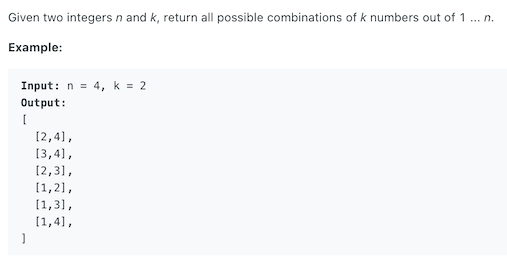 Given two integers n and k, return all possible combinations of k numbers out of 1 ... n.
Example:
Input: n = 4, k = 2
Output:
[
  [2,4],
  [3,4],
  [2,3],
  [1,2],
  [1,3],
  [1,4],
]